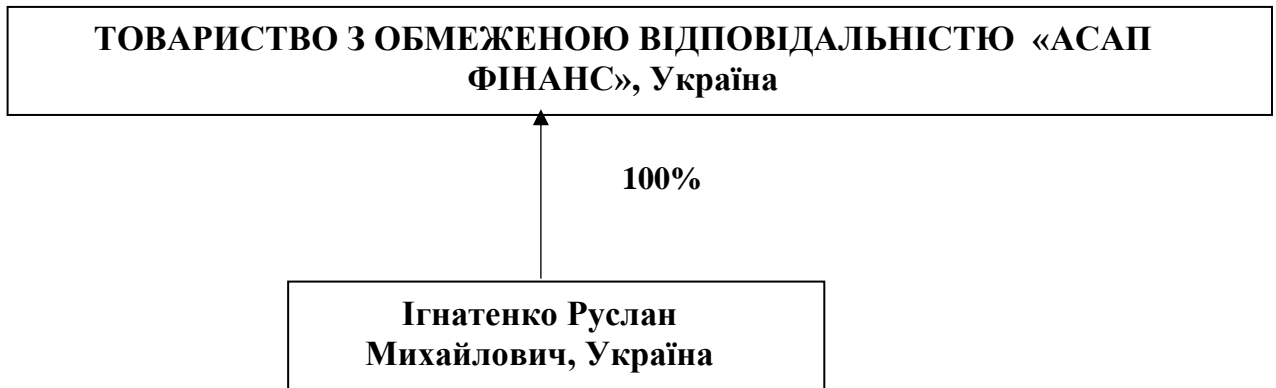 ТОВАРИСТВО З ОБМЕЖЕНОЮ ВІДПОВІДАЛЬНІСТЮ «АСАП
ФІНАНС», Україна
100%
Ігнатенко Руслан
Михайлович, Україна